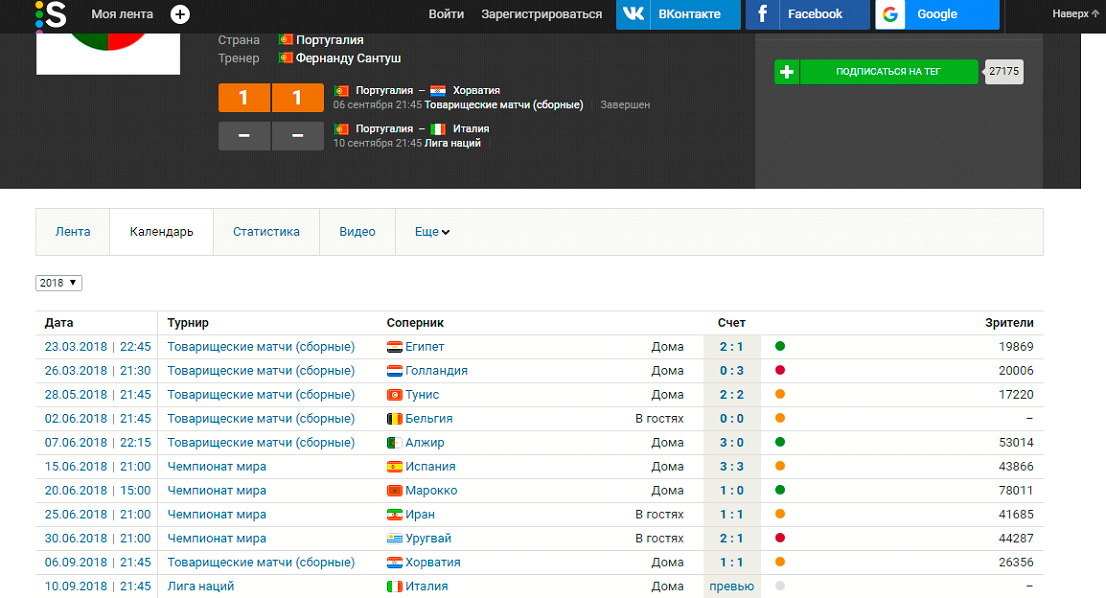 S Моя лента Войти Зарегистрироваться ВКонтакте f Facebook G Google Наверх
Страна Португалия
Тренер Фернанду Сантуш
ПОДПИСАТЬСЯ НА ТЕГ 27175
1 1 Португалия – Хорватия
06 сентября 21:45 Товарищеские матчи (сборные) | Завершен
– – Португалия – Италия
10 сентября 21:45 Лига наций
Лента Календарь Статистика Видео Еще
2018
Дата Турнир Соперник Счет Зрители
23.03.2018 | 22:45 Товарищеские матчи (сборные) Египет Дома 2 : 1 19869
26.03.2018 | 21:30 Товарищеские матчи (сборные) Голландия Дома 0 : 3 20006
28.05.2018 | 21:45 Товарищеские матчи (сборные) Тунис Дома 2 : 2 17220
02.06.2018 | 21:45 Товарищеские матчи (сборные) Бельгия В гостях 0 : 0 –
07.06.2018 | 22:15 Товарищеские матчи (сборные) Алжир Дома 3 : 0 53014
15.06.2018 | 21:00 Чемпионат мира Испания Дома 3 : 3 43866
20.06.2018 | 15:00 Чемпионат мира Марокко Дома 1 : 0 78011
25.06.2018 | 21:00 Чемпионат мира Иран В гостях 1 : 1 41685
30.06.2018 | 21:00 Чемпионат мира Уругвай В гостях 2 : 1 44287
06.09.2018 | 21:45 Товарищеские матчи (сборные) Хорватия Дома 1 : 1 26356
10.09.2018 | 21:45 Лига наций Италия Дома превью –